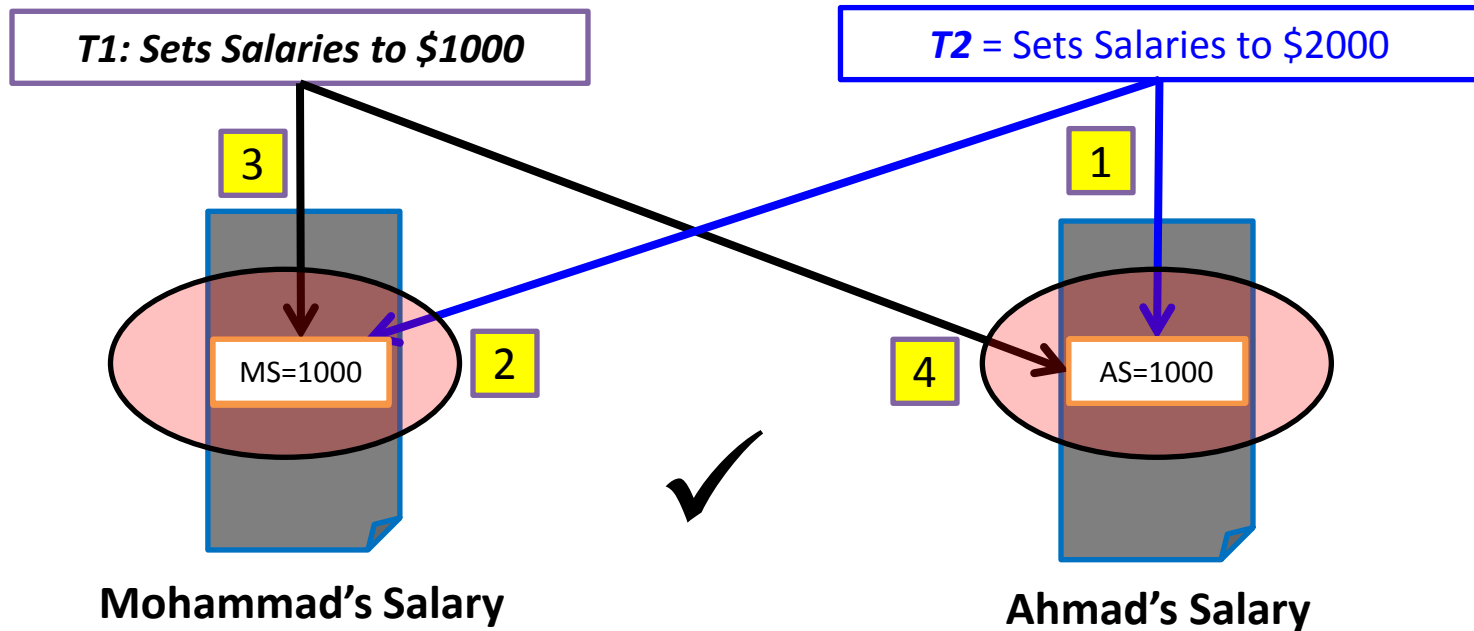 T1: Sets Salaries to $1000
T2 = Sets Salaries to $2000
3
1
MS=1000
2
4
AS=1000
Mohammad’s Salary
Ahmad’s Salary